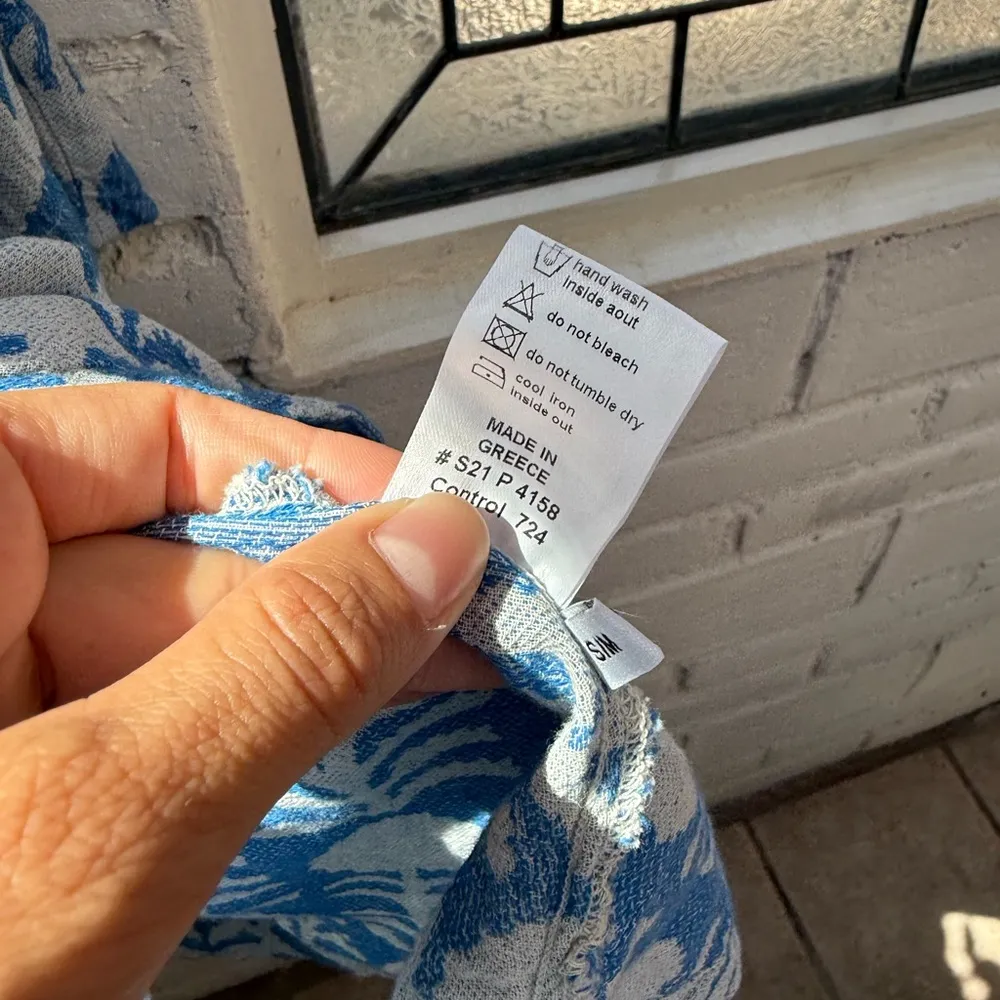 hand wash
inside aout
do not bleach
do not tumble dry
cool iron
inside out
MADE IN
GREECE
# S21 P 4158
Control 724
S/M